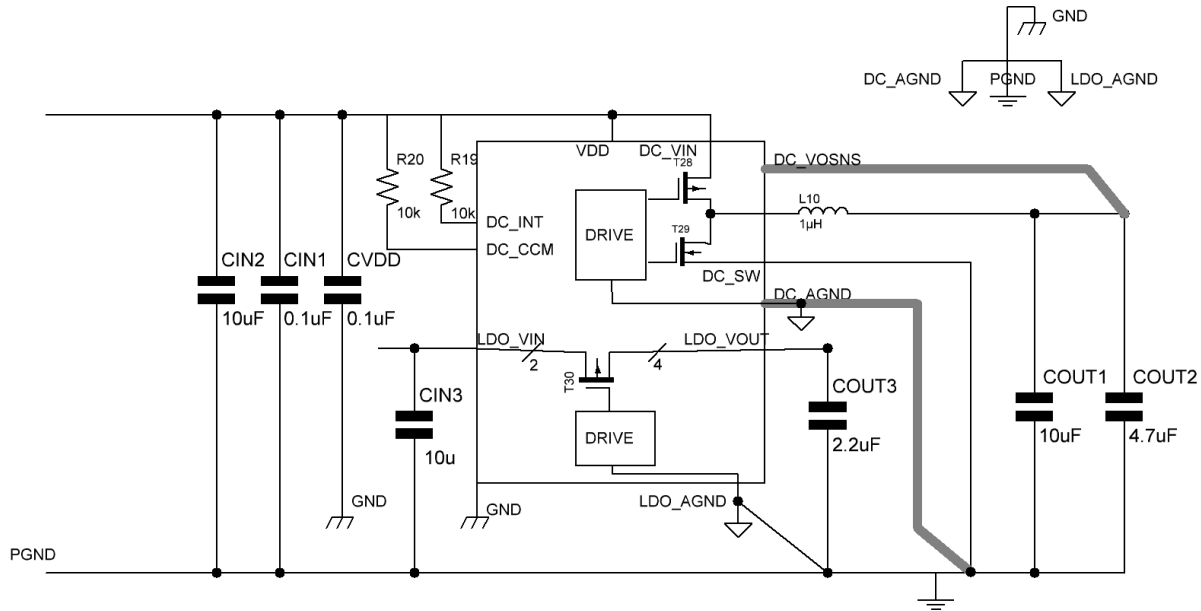 GND
DC_AGND
PGND
LDO_AGND
VDD
DC_VIN
T28
DC_VOSNS
R20
10k
R19
10k
DC_INT
DC_CCM
DRIVE
T29
L10
1µH
DC_SW
DC_AGND
CIN2
10uF
CIN1
0.1uF
CVDD
0.1uF
LDO_VIN
2
T30
4
LDO_VOUT
CIN3
10u
DRIVE
COUT3
2.2uF
COUT1
10uF
COUT2
4.7uF
GND
GND
LDO_AGND
PGND